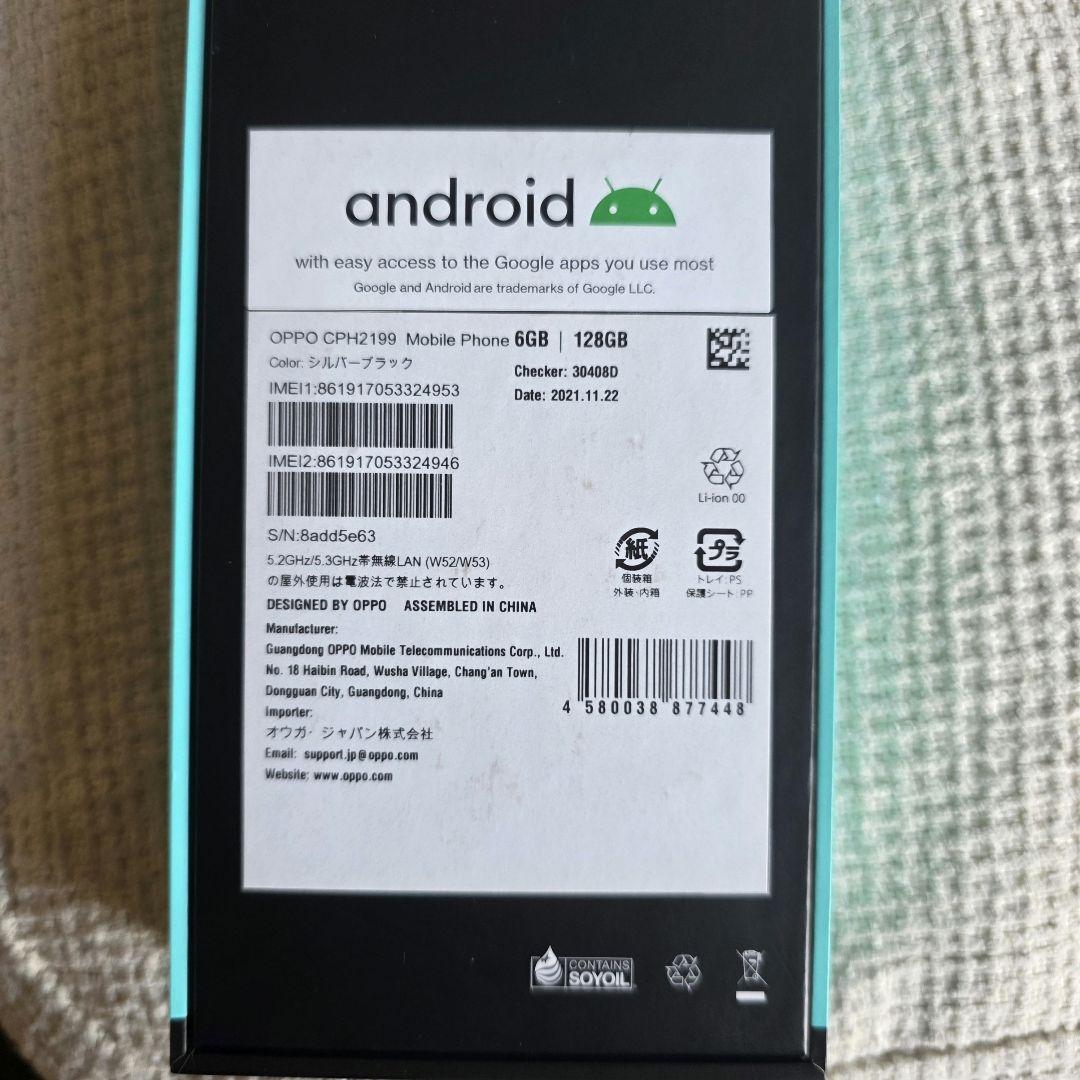 android
with easy access to the Google apps you use most
Google and Android are trademarks of Google LLC.
OPPO CPH2199 Mobile Phone 6GB | 128GB
Color: シルバーブラック
Checker: 30408D
IMEI1:861917053324953
Date: 2021.11.22
IMEI2:861917053324946
Li-ion 00
S/N:8add5e63
5.2GHz/5.3GHz帯無線LAN (W52/W53)
の屋外使用は電波法で禁止されています。
紙
個装箱
外装・内箱
プラ
トレイ: PS
保護シート: PP
DESIGNED BY OPPO ASSEMBLED IN CHINA
Manufacturer:
Guangdong OPPO Mobile Telecommunications Corp., Ltd.
No. 18 Haibin Road, Wusha Village, Chang'an Town,
Dongguan City, Guangdong, China
Importer:
オウガ・ジャパン株式会社
Email: support.jp@oppo.com
Website: www.oppo.com
4 580038 877448
CONTAINS
SOYOIL